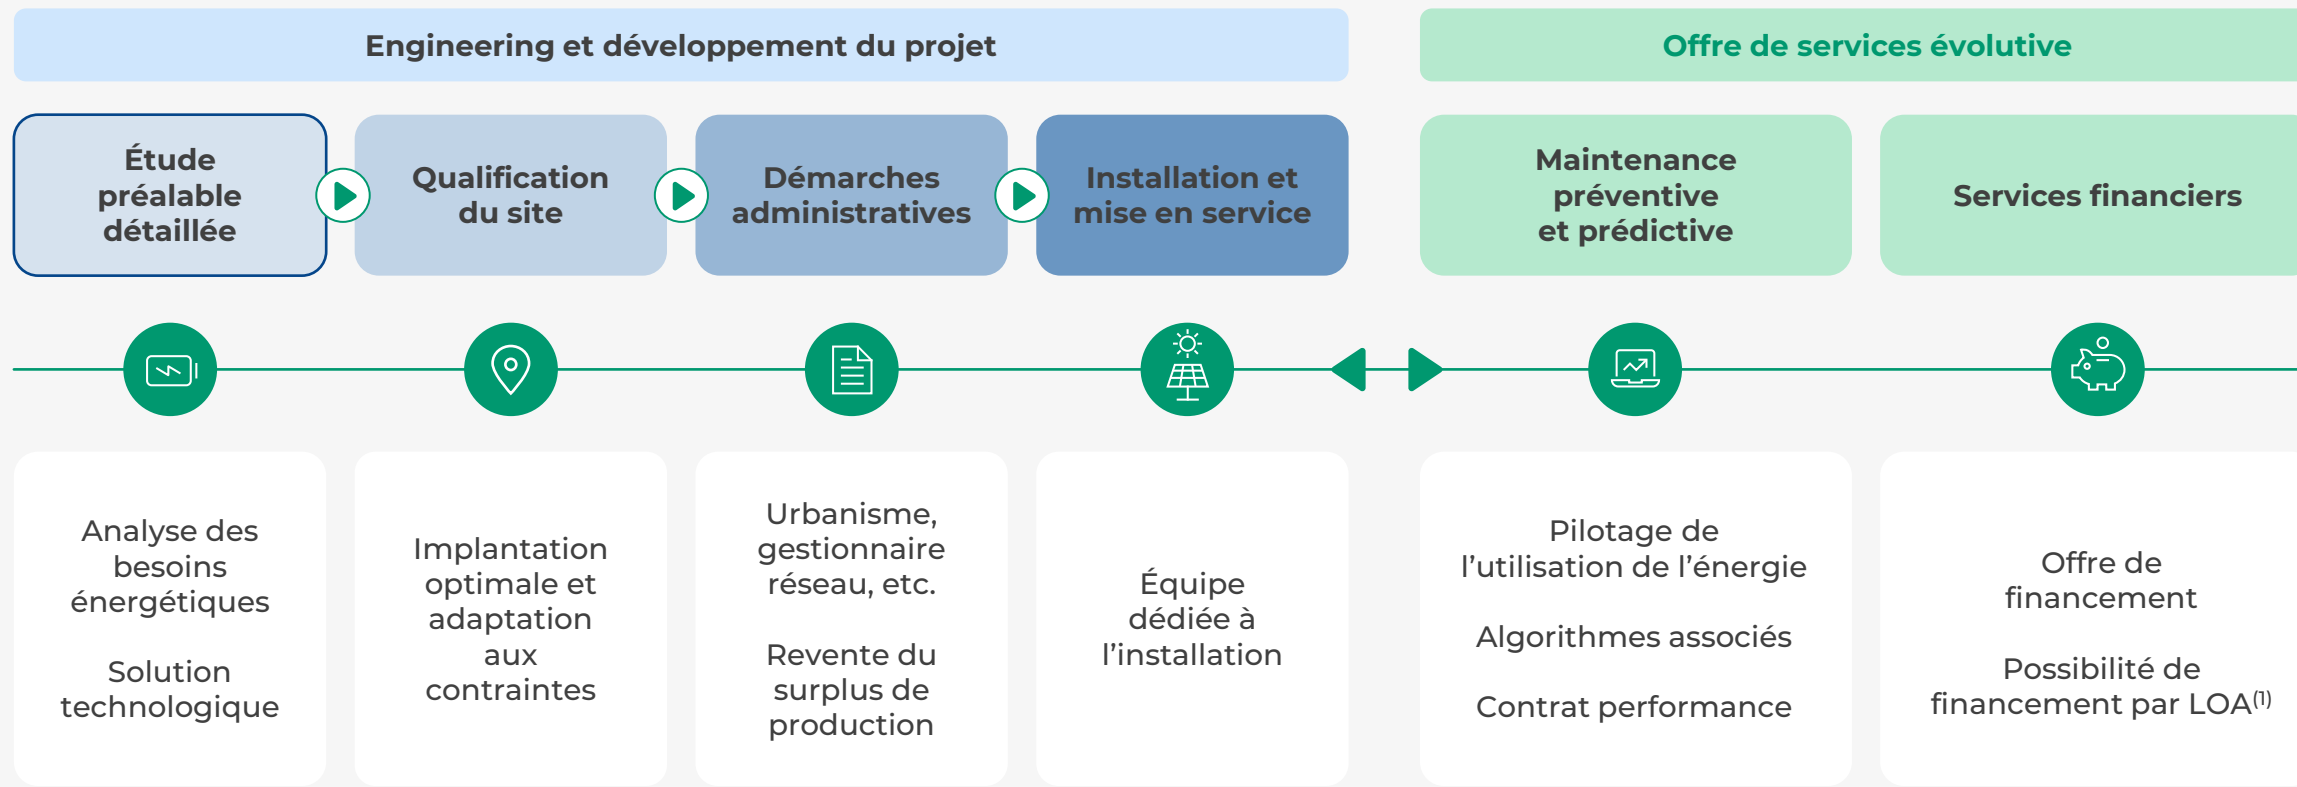 Engineering et développement du projet
Offre de services évolutive
Étude
préalable
détaillée
Qualification
du site
Démarches
administratives
Installation et
mise en service
Maintenance
préventive
et prédictive
Services financiers
Analyse des
besoins
énergétiques
Solution
technologique
Implantation
optimale et
adaptation
aux
contraintes
Urbanisme,
gestionnaire
réseau, etc.
Revente du
surplus de
production
Équipe
dédiée à
l’installation
Pilotage de
l’utilisation de l’énergie
Algorithmes associés
Contrat performance
Offre de
financement
Possibilité de
financement par LOA(1)